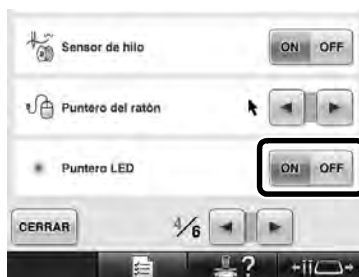 Sensor de hilo ON OFF
Puntero del ratón
Puntero LED ON OFF
CERRAR 4/6
?